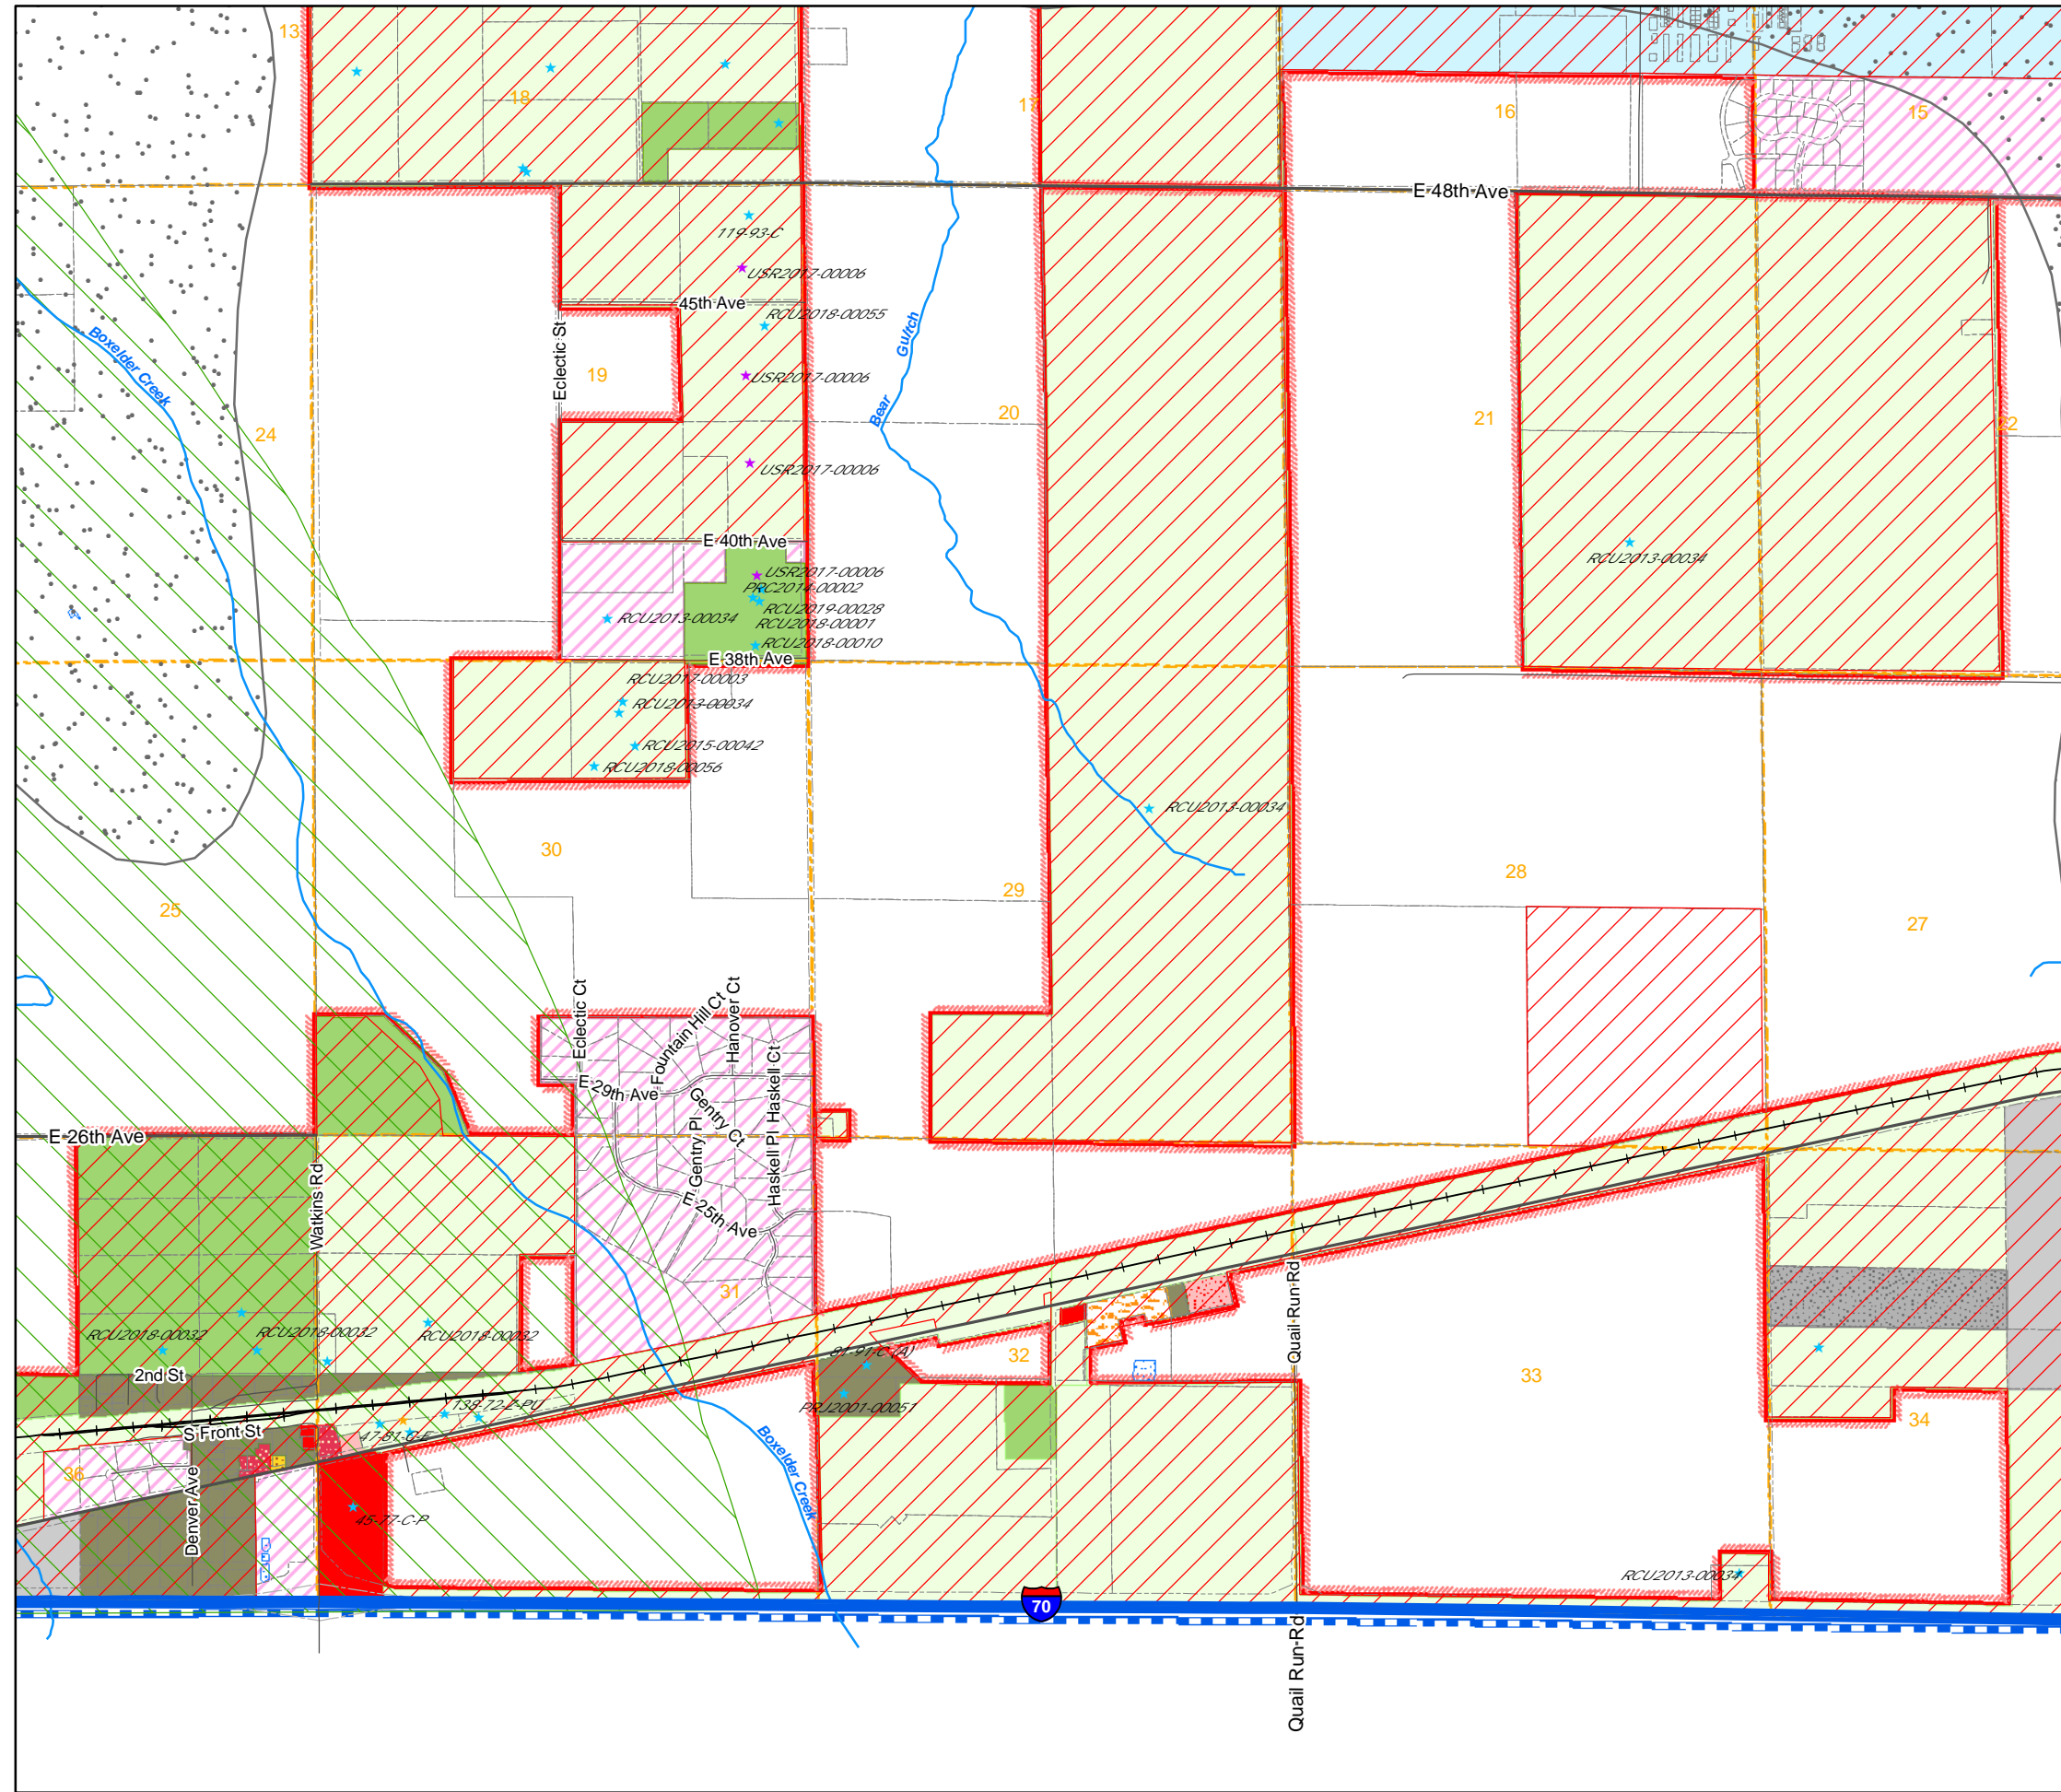 13
18
17
16
15
E 48th Ave
119-93-C
USR2017-00006
45th Ave
RCU2018-00055
Eclectic St
Boxelder Creek
Bear Gultch
19
USR2017-00006
20
21
22
24
USR2017-00006
E 40th Ave
USR2017-00006
PRC2014-00002
RCU2019-00028
RCU2018-00001
RCU2013-00034
RCU2018-00010
E 38th Ave
RCU2013-00034
RCU2017-00003
RCU2013-00034
RCU2015-00042
RCU2018-00056
RCU2013-00034
30
29
28
25
27
Eclectic Ct
Fountain Hill Ct
Hanover Ct
E 29th Ave
Haskell Ct
Gentry Ct
Gentry Pl
Haskell Pl
E 26th Ave
Watkins Rd
E 25th Ave
31
Quail Run Rd
RCU2018-00032
RCU2018-00032
RCU2018-00032
81-91-C (A)
32
33
2nd St
PRJ2001-00051
138-72-Z-PU
S Front St
47-81-C-E
34
36
Denver Ave
Boxelder Creek
45-77-C-P
RCU2013-00034
70
Quail Run Rd